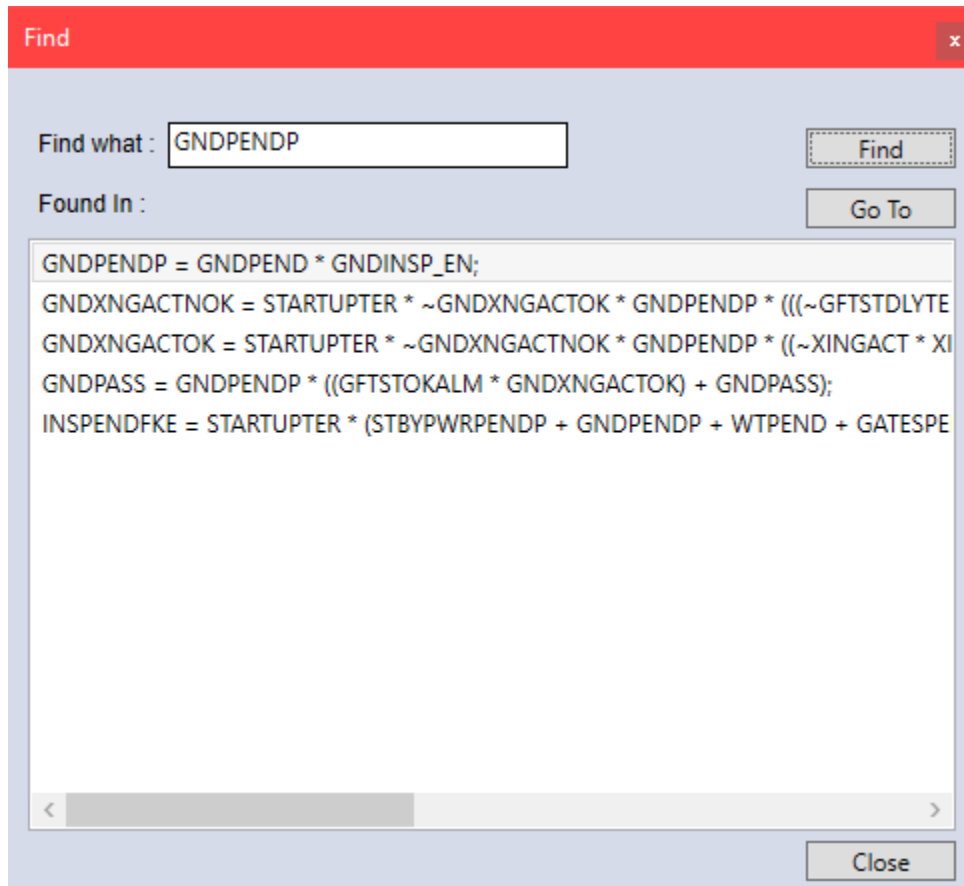 Find
x
Find what : GNDPENDP
Find
Found In :
Go To
GNDPENDP = GNDPEND * GNDINSP_EN;
GNDXNGACTNOK = STARTUPTER * ~GNDXNGACTOK * GNDPENDP * (((~GFTSTDLYTE
GNDXNGACTOK = STARTUPTER * ~GNDXNGACTNOK * GNDPENDP * ((~XINGACT * XI
GNDPASS = GNDPENDP * ((GFTSTOKALM * GNDXNGACTOK) + GNDPASS);
INSPENDFKE = STARTUPTER * (STBYPWRPENDP + GNDPENDP + WTPEND + GATESPE
Close